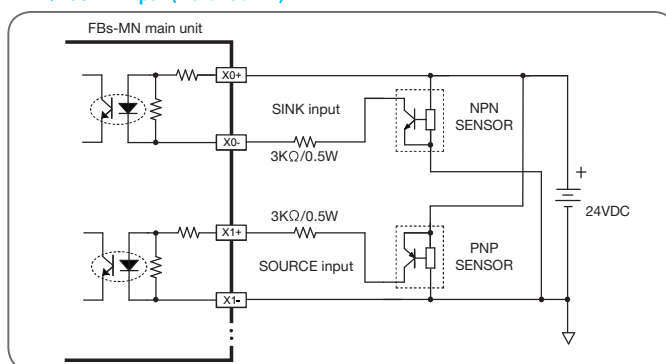 FBs-MN main unit
X0+
SINK input
NPN
SENSOR
X0-
3KΩ/0.5W
+
24VDC
3KΩ/0.5W
X1+
SOURCE input
PNP
SENSOR
X1-